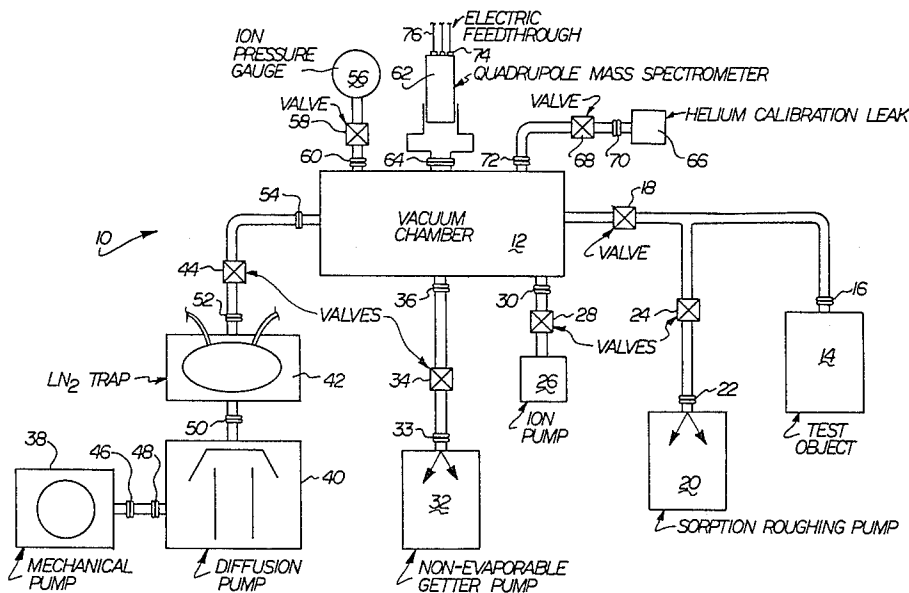 76
ELECTRIC
FEEDTHROUGH
74
ION
PRESSURE
GAUGE
56
62
QUADRUPOLE MASS SPECTROMETER
VALVE
58
VALVE
HELIUM CALIBRATION LEAK
60
64
72
68
70
66
54
VACUUM
CHAMBER
12
18
VALVE
10
44
36
30
16
52
VALVES
28
VALVES
24
14
LN2 TRAP
42
34
26
ION
PUMP
22
TEST
OBJECT
50
33
38
46
48
40
32
20
SORPTION ROUGHING PUMP
MECHANICAL
PUMP
DIFFUSION
PUMP
NON-EVAPORABLE
GETTER PUMP